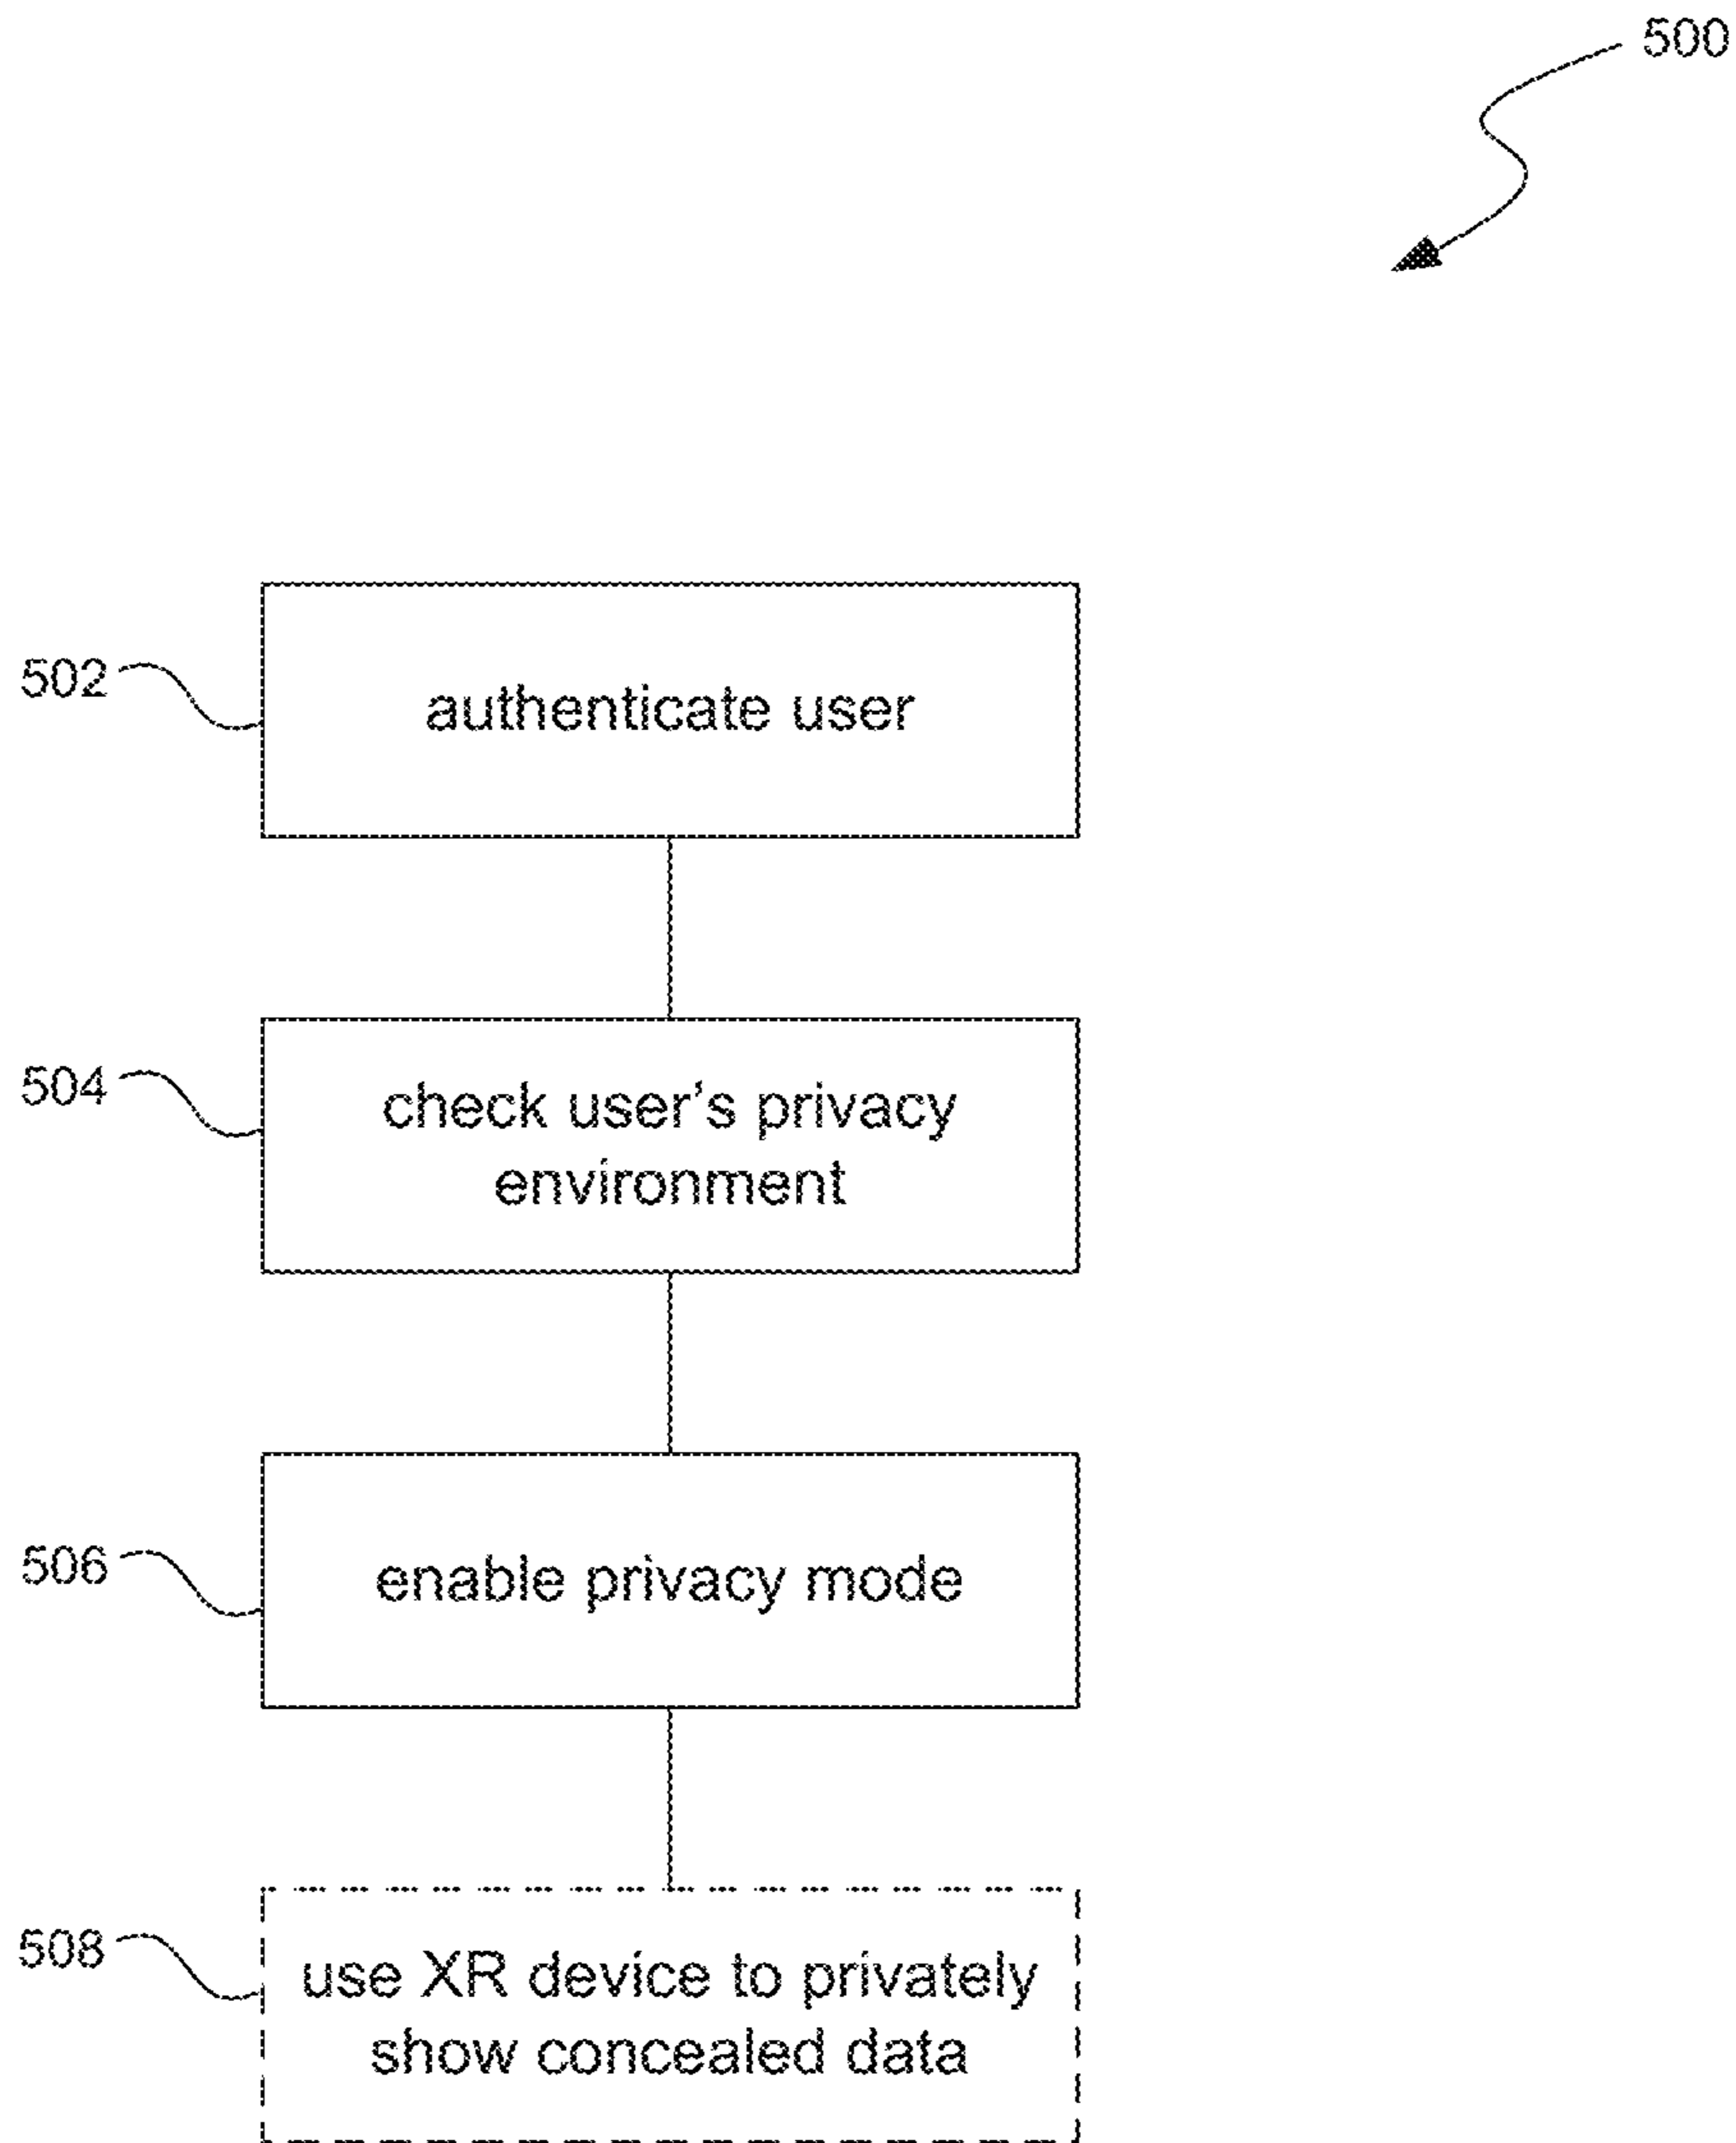 500
502
authenticate user
504
check user's privacy
environment
506
enable privacy mode
508
use XR device to privately
show concealed data